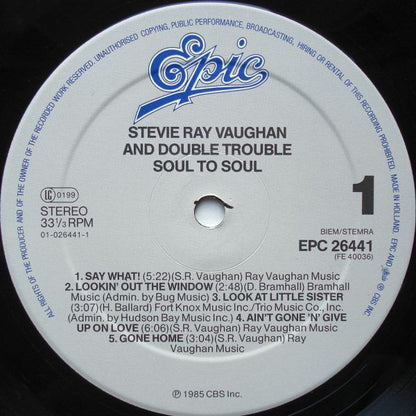 ALL RIGHTS OF THE PRODUCER AND OF THE OWNER OF THE RECORDED WORK RESERVED. UNAUTHORISED COPYING, PUBLIC PERFORMANCE, BROADCASTING, HIRING OR RENTAL OF THIS RECORDING PROHIBITED. MADE IN HOLLAND. EPIC AND
CBS INC.
Epic
STEVIE RAY VAUGHAN
AND DOUBLE TROUBLE
SOUL TO SOUL
LC 0199
STEREO
33 1/3 RPM
01-026441-1
1
BIEM/STEMRA
EPC 26441
(FE 40036)
1. SAY WHAT! (5:22)(S.R. Vaughan) Ray Vaughan Music
2. LOOKIN' OUT THE WINDOW (2:48)(D. Bramhall) Bramhall
Music (Admin. by Bug Music) 3. LOOK AT LITTLE SISTER
(3:07)(H. Ballard) Fort Knox Music Inc./Trio Music Co., Inc.
(Admin. by Hudson Bay Music Inc.) 4. AIN'T GONE 'N' GIVE
UP ON LOVE (6:06)(S.R. Vaughan) Ray Vaughan Music
5. GONE HOME (3:04)(S.R. Vaughan) Ray
Vaughan Music
℗ 1985 CBS Inc.